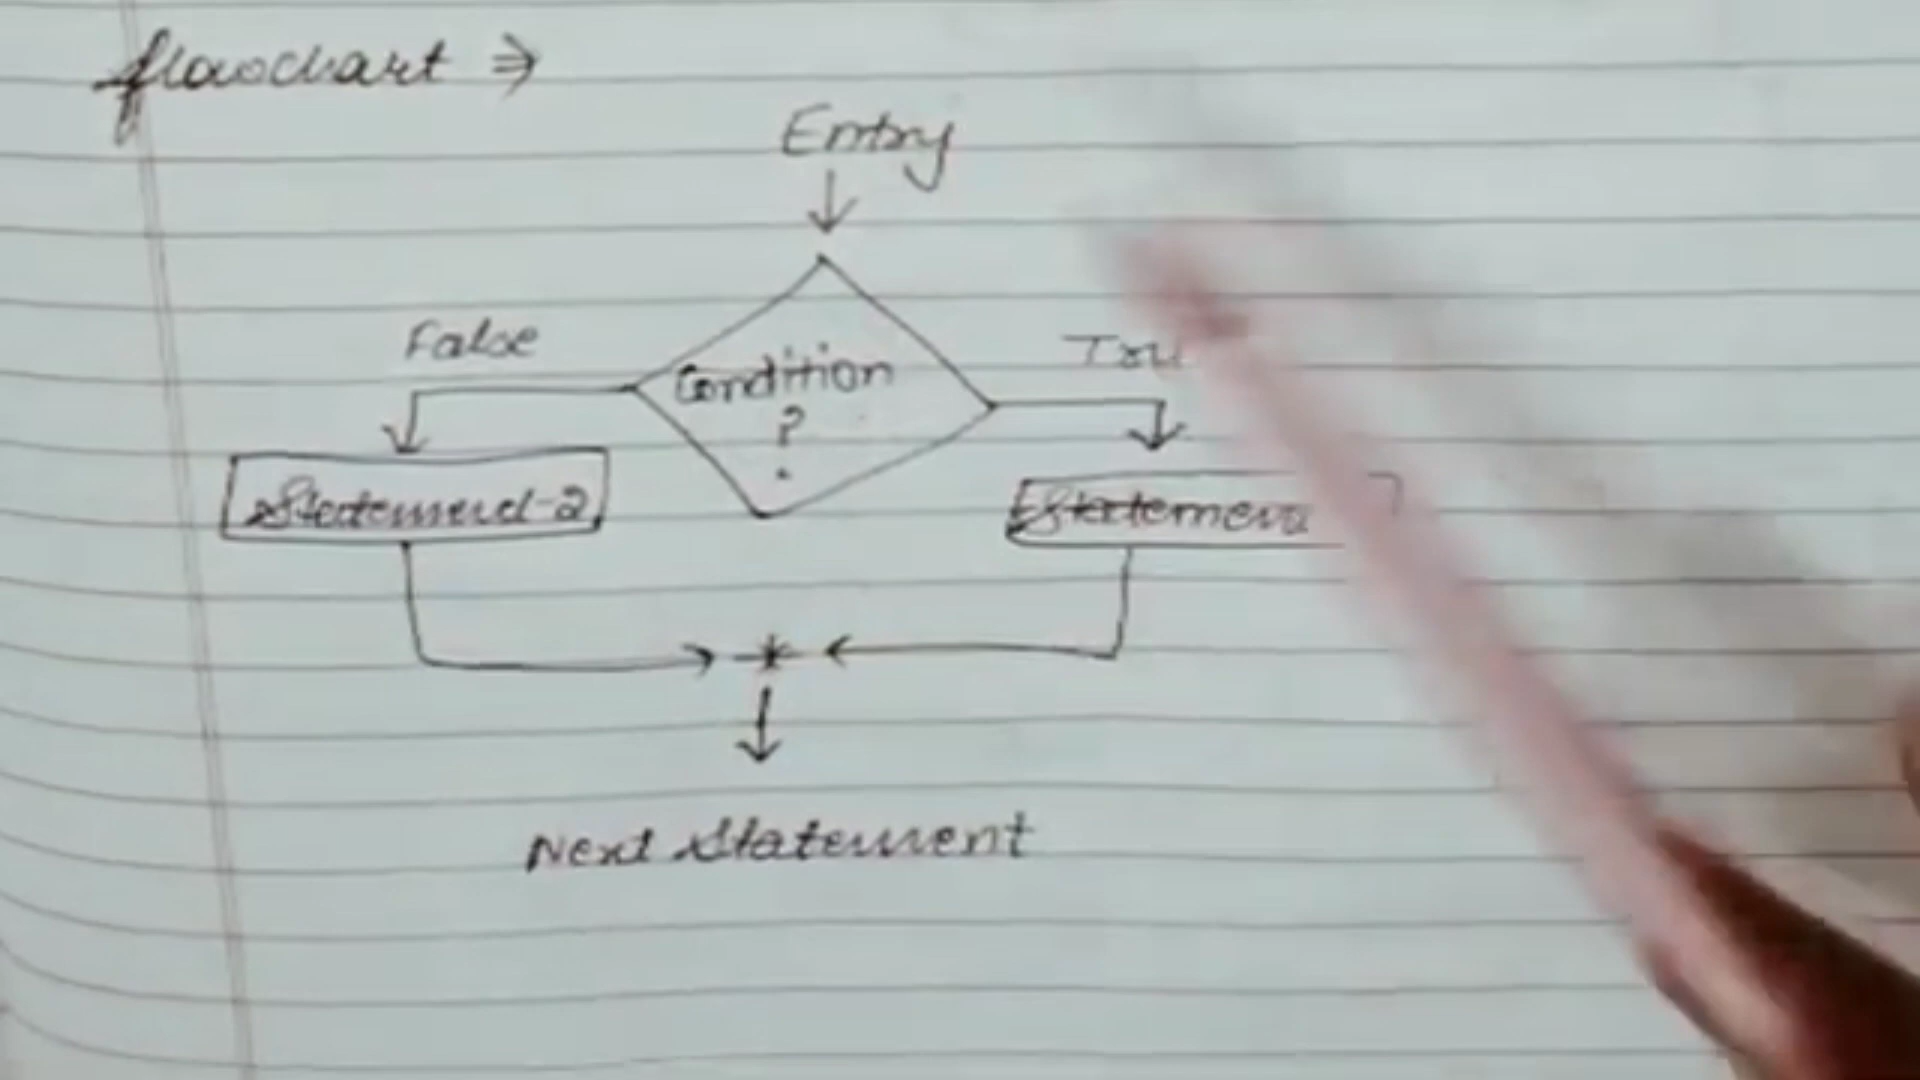 flowchart ⇒
Entry
False
Condition
?
Statement-2
Next Statement